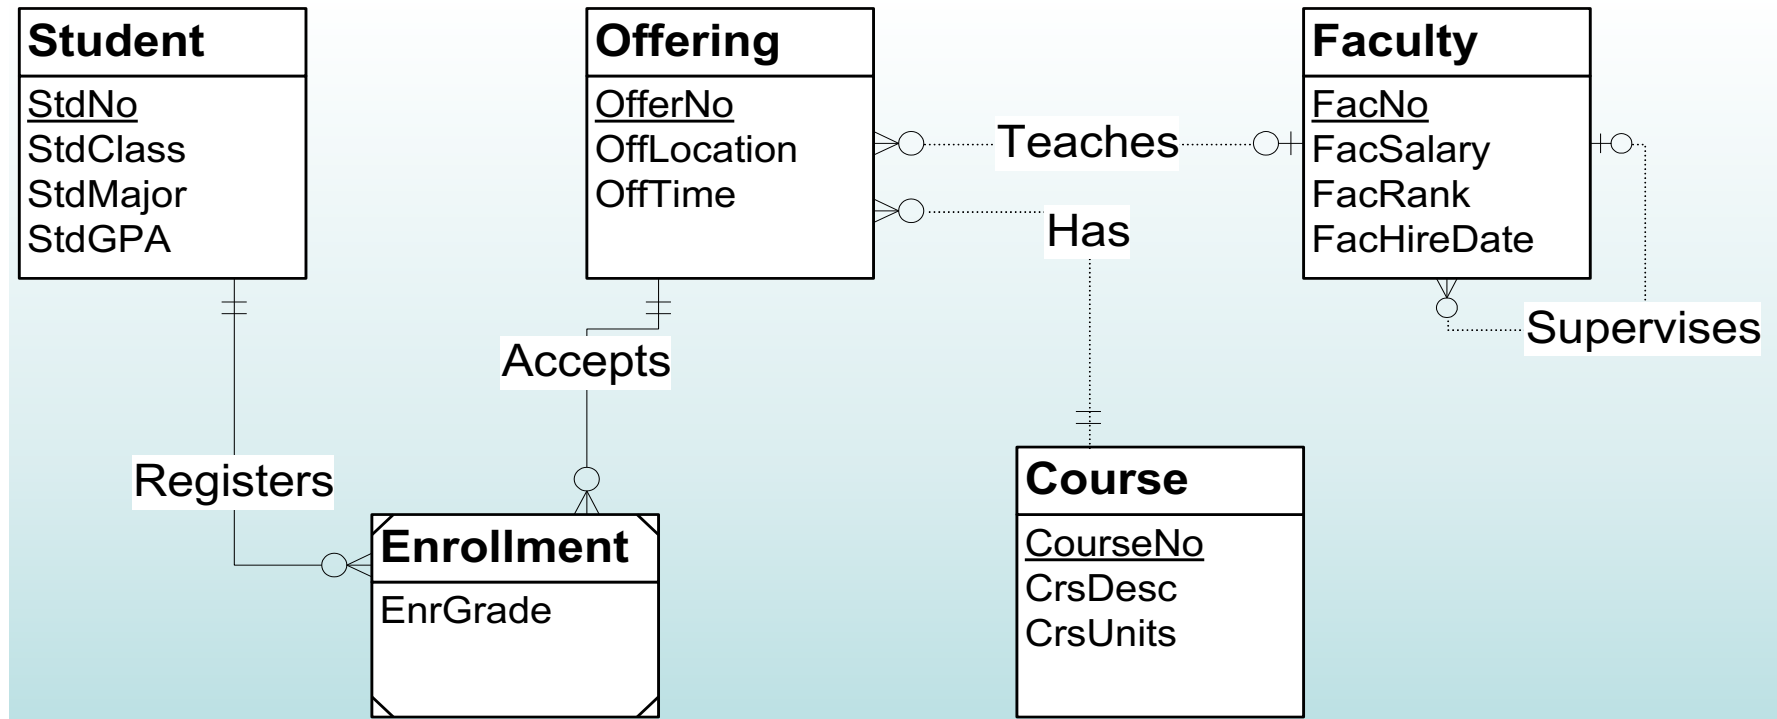 Student
StdNo
StdClass
StdMajor
StdGPA
Offering
OfferNo
OffLocation
OffTime
Teaches
Has
Faculty
FacNo
FacSalary
FacRank
FacHireDate
Supervises
Accepts
Registers
Enrollment
EnrGrade
Course
CourseNo
CrsDesc
CrsUnits